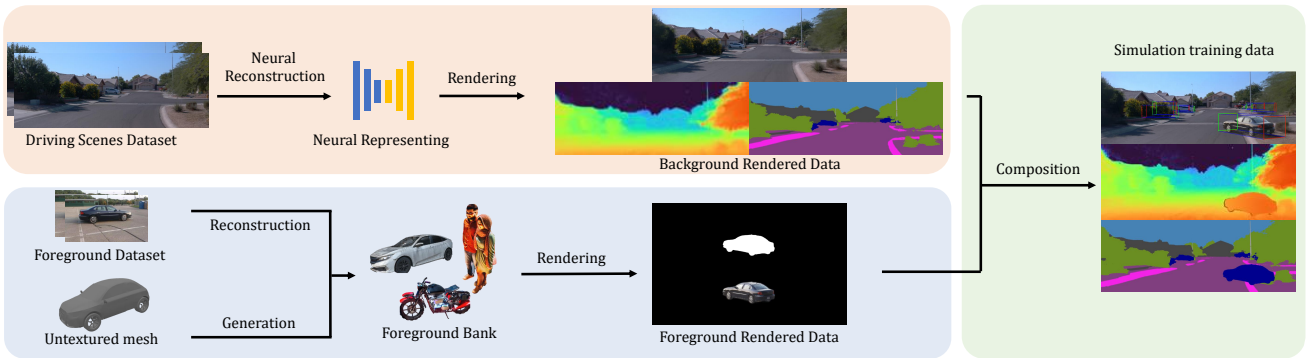 Neural
Reconstruction
Rendering
Driving Scenes Dataset
Neural Representing
Background Rendered Data
Foreground Dataset
Reconstruction
Untextured mesh
Generation
Foreground Bank
Rendering
Foreground Rendered Data
Simulation training data
Composition